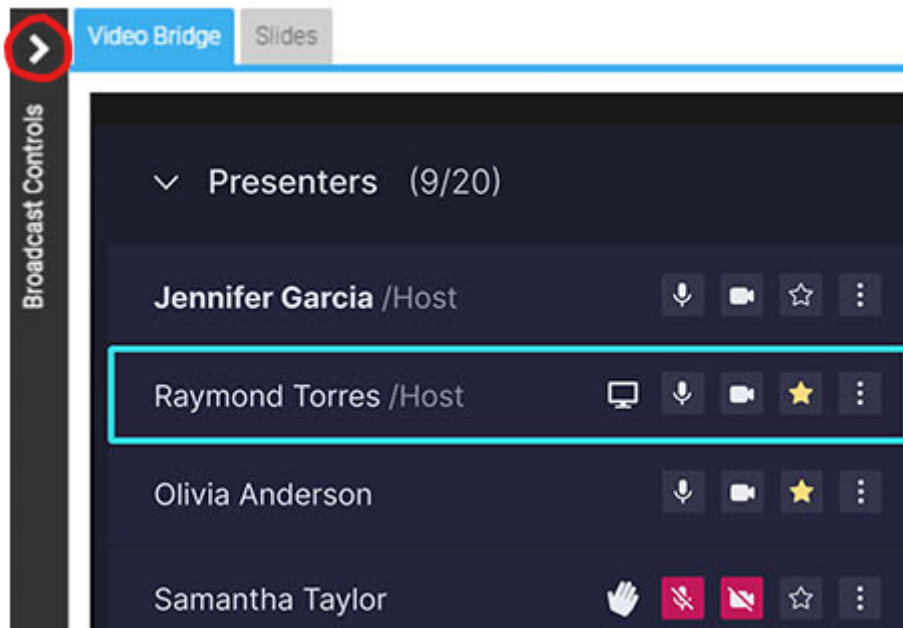 Video Bridge Slides
Broadcast Controls
Presenters (9/20)
Jennifer Garcia /Host
Raymond Torres /Host
Olivia Anderson
Samantha Taylor